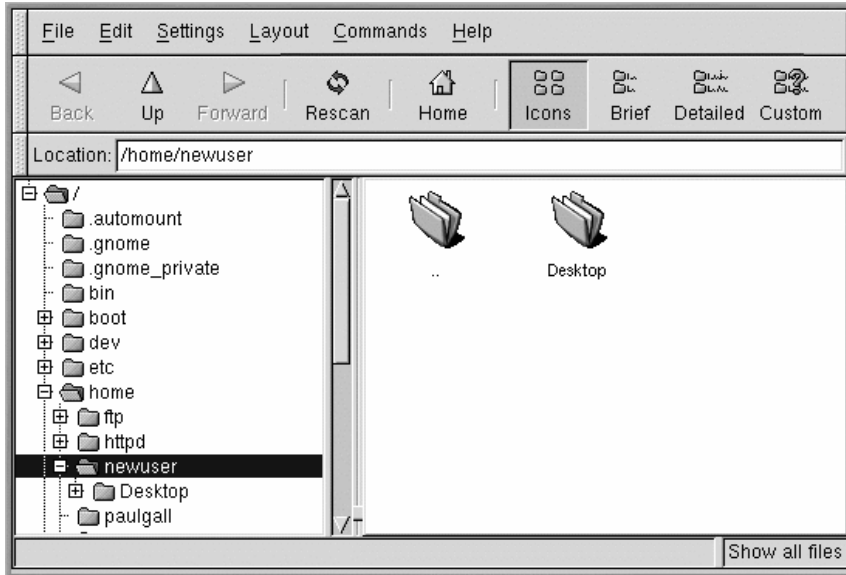 File Edit Settings Layout Commands Help
Back Up Forward Rescan Home Icons Brief Detailed Custom
Location: /home/newuser
/
.automount
.gnome
.gnome_private
bin
boot
dev
etc
home
ftp
httpd
newuser
Desktop
paulgall
.. Desktop
Show all files